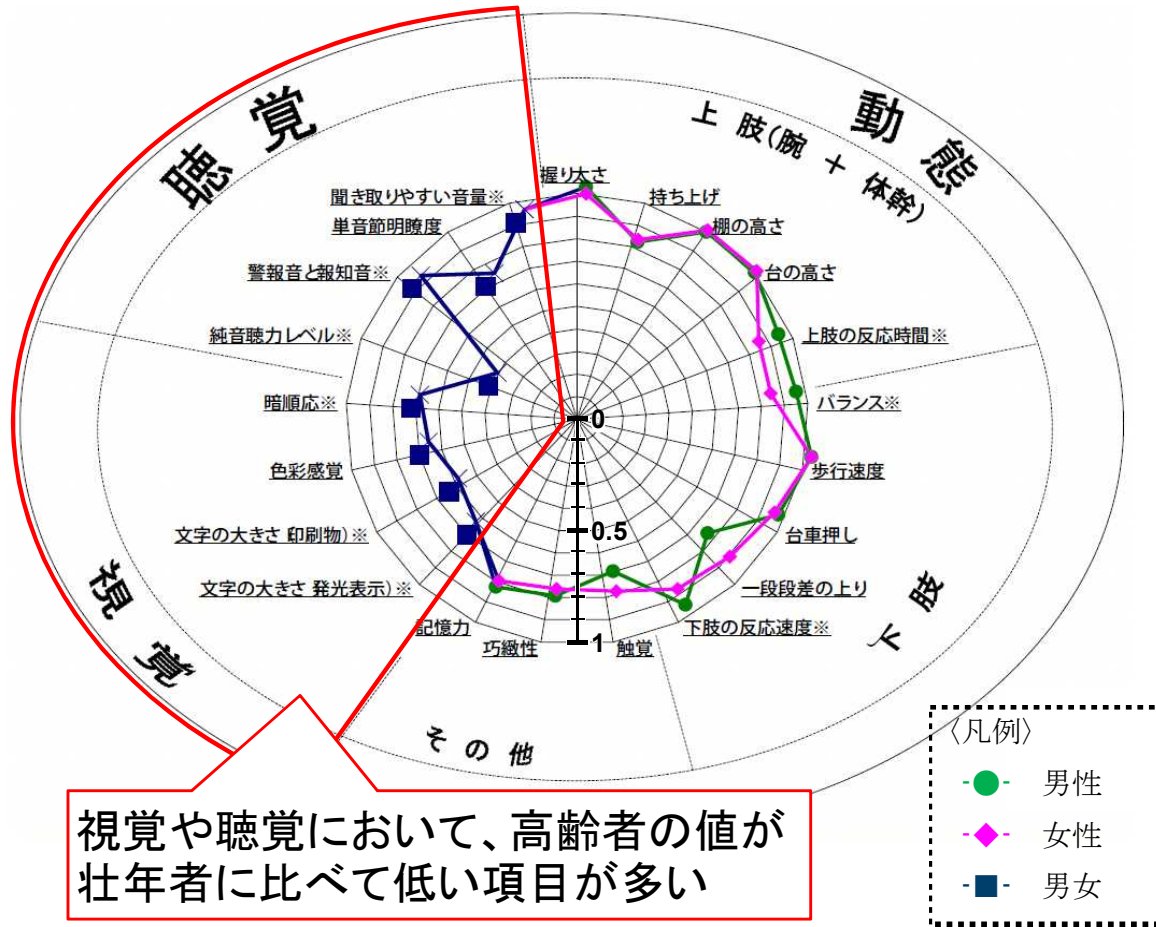 聴覚
動態
上 肢(腕 ＋ 体幹)
握り太さ
持ち上げ
棚の高さ
台の高さ
上肢の反応時間※
バランス※
歩行速度
台車押し
一段段差の上り
下肢の反応速度※
触覚
巧緻性
記憶力
文字の大きさ 発光表示)※
文字の大きさ 印刷物)※
色彩感覚
暗順応※
純音聴力レベル※
警報音と報知音※
単音節明瞭度
聞き取りやすい音量※
0
0.5
1
視覚
下肢
その他
視覚や聴覚において、高齢者の値が
壮年者に比べて低い項目が多い
〈凡例〉
男性
女性
男女